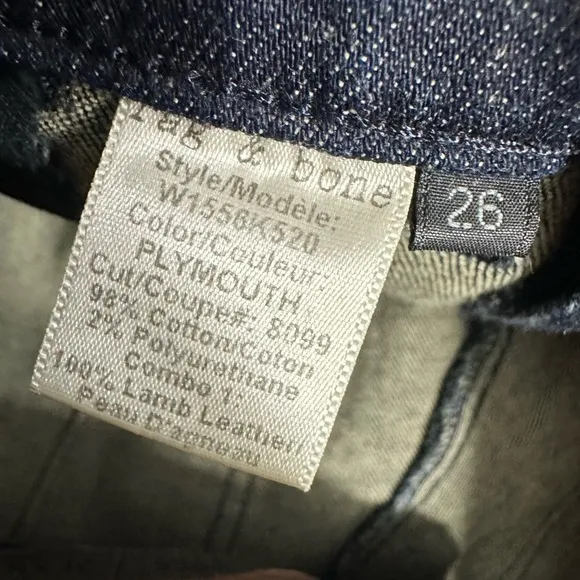 rag & bone
Style/Modèle:
W1556K520
Color/Couleur:
PLYMOUTH
Cut/Coupe#: 8099
98% Cotton/Coton
2% Polyurethane
Combo 1:
100% Lamb Leather/
Peau D'agneau
26